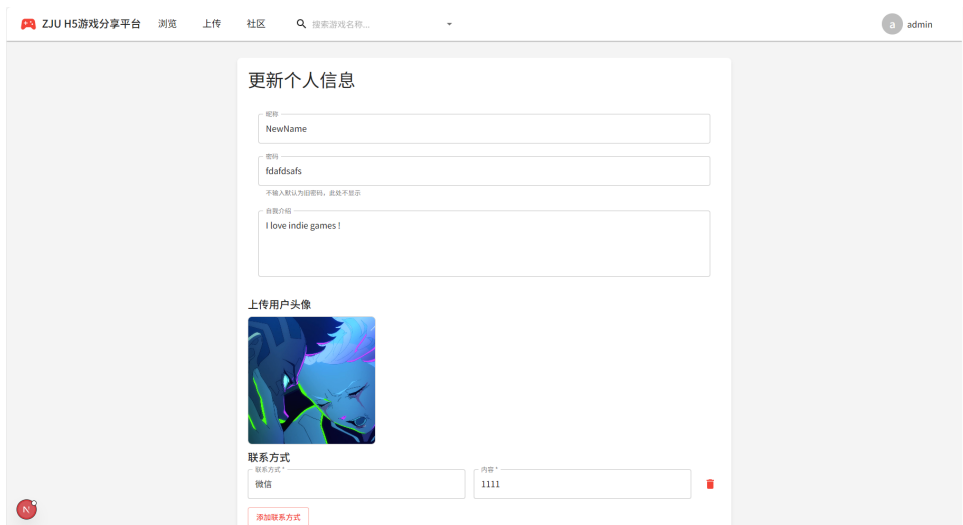 ZJU H5游戏分享平台 浏览 上传 社区 搜索游戏名称... a admin
更新个人信息
昵称
NewName
密码
fdafdsafs
不输入默认为旧密码，此处不显示
自我介绍
I love indie games !
上传用户头像
联系方式
联系方式 * 内容 *
微信 1111
N
添加联系方式